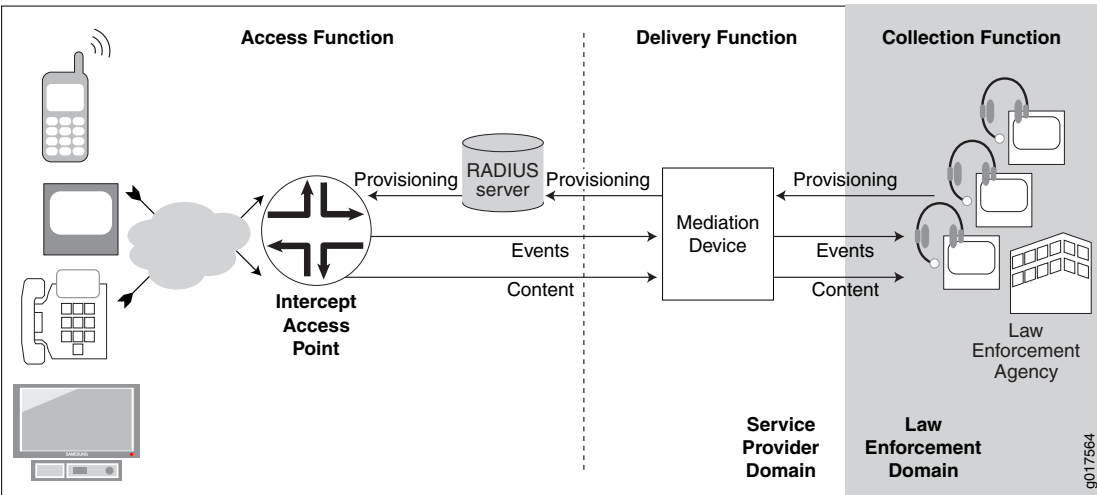 Access Function
Delivery Function
Collection Function
RADIUS
server
Provisioning
Provisioning
Provisioning
Mediation
Device
Events
Events
Content
Content
Intercept
Access
Point
Law
Enforcement
Agency
SAMSUNG
Service
Provider
Domain
Law
Enforcement
Domain
g017564